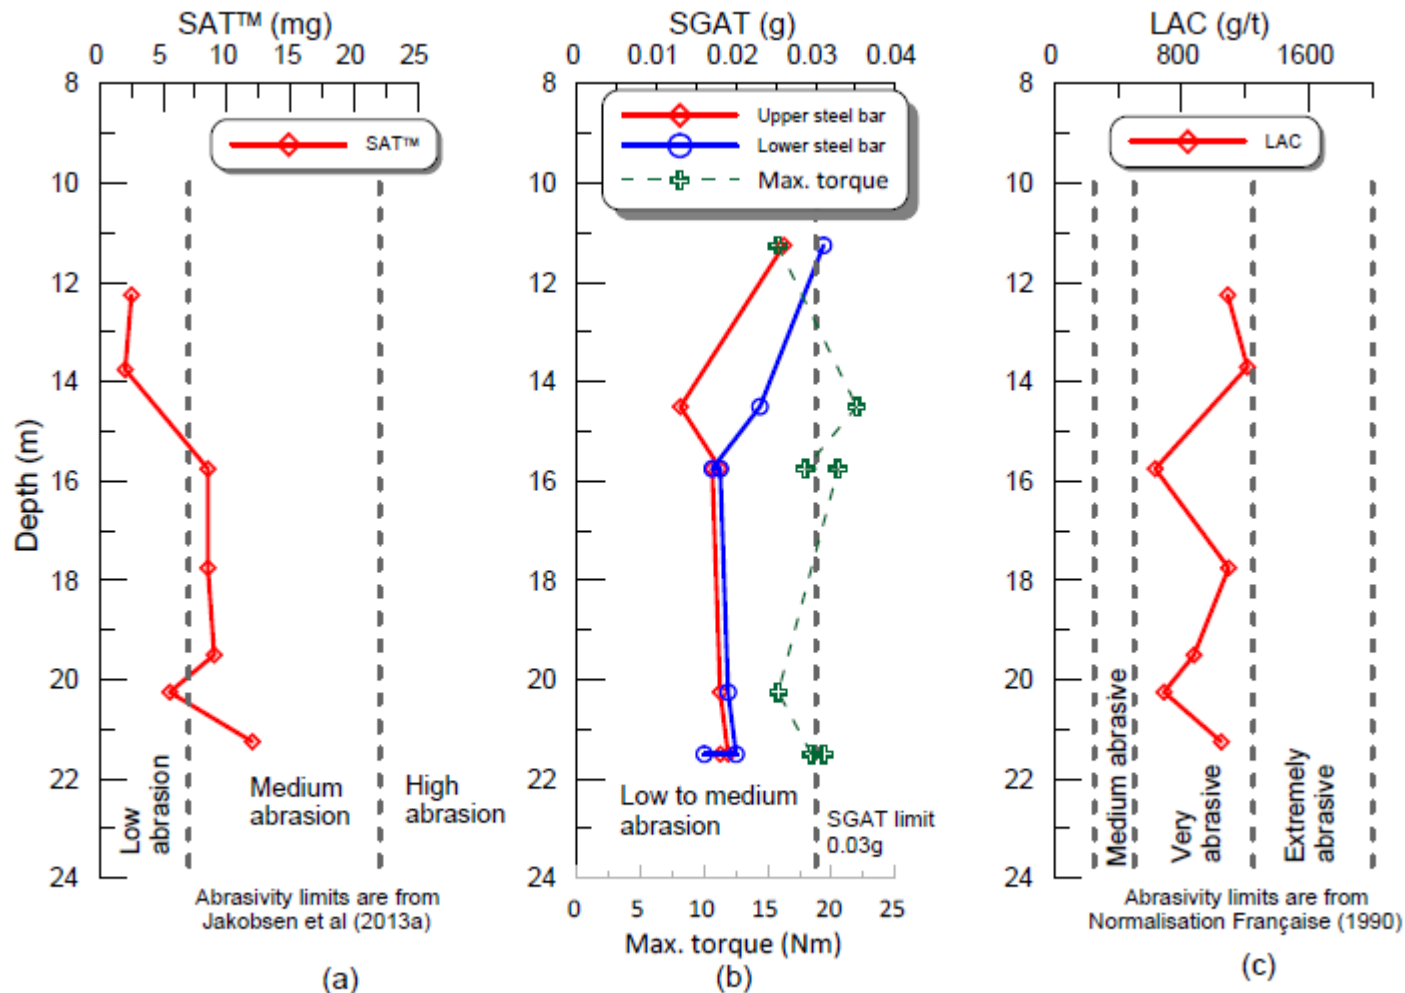 SAT™ (mg)
0 5 10 15 20 25
8
10
12
14
16
18
20
22
24
Depth (m)
SAT™
Low
abrasion
Medium
abrasion
High
abrasion
Abrasivity limits are from
Jakobsen et al (2013a)
(a)
SGAT (g)
0 0.01 0.02 0.03 0.04
8
10
12
14
16
18
20
22
24
Upper steel bar
Lower steel bar
Max. torque
Low to medium
abrasion
SGAT limit
0.03g
0 5 10 15 20 25
Max. torque (Nm)
(b)
LAC (g/t)
0 800 1600
8
10
12
14
16
18
20
22
24
LAC
Medium abrasive
Very
abrasive
Extremely
abrasive
Abrasivity limits are from
Normalisation Française (1990)
(c)